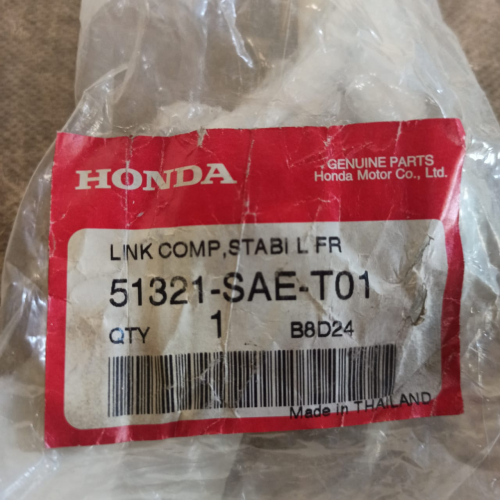 HONDA
GENUINE PARTS
Honda Motor Co., Ltd.
LINK COMP,STABI L FR
51321-SAE-T01
QTY 1 B8D24
Made in THAILAND